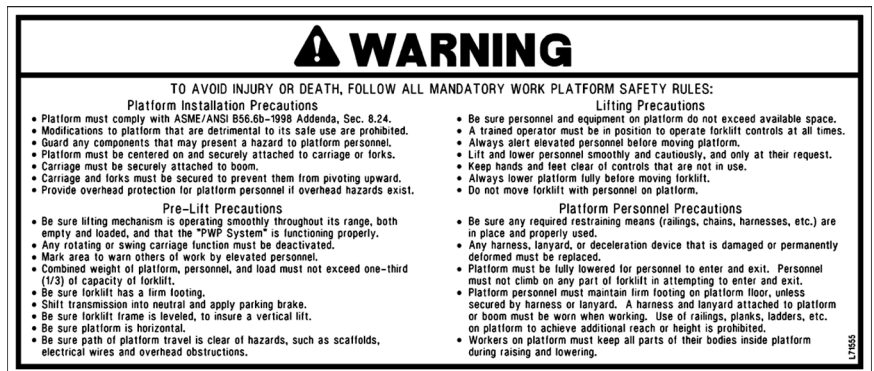 WARNING
TO AVOID INJURY OR DEATH, FOLLOW ALL MANDATORY WORK PLATFORM SAFETY RULES:
Platform Installation Precautions
• Platform must comply with ASME/ANSI B56.6b-1998 Addenda, Sec. 8.24.
• Modifications to platform that are detrimental to its safe use are prohibited.
• Guard any components that may present a hazard to platform personnel.
• Platform must be centered on and securely attached to carriage or forks.
• Carriage must be securely attached to boom.
• Carriage and forks must be secured to prevent them from pivoting upward.
• Provide overhead protection for platform personnel if overhead hazards exist.
Pre-Lift Precautions
• Be sure lifting mechanism is operating smoothly throughout its range, both
empty and loaded, and that the "PWP System" is functioning properly.
• Any rotating or swing carriage function must be deactivated.
• Mark area to warn others of work by elevated personnel.
• Combined weight of platform, personnel, and load must not exceed one-third
(1/3) of capacity of forklift.
• Be sure forklift has a firm footing.
• Shift transmission into neutral and apply parking brake.
• Be sure forklift frame is leveled, to insure a vertical lift.
• Be sure platform is horizontal.
• Be sure path of platform travel is clear of hazards, such as scaffolds,
electrical wires and overhead obstructions.
Lifting Precautions
• Be sure personnel and equipment on platform do not exceed available space.
• A trained operator must be in position to operate forklift controls at all times.
• Always alert elevated personnel before moving platform.
• Lift and lower personnel smoothly and cautiously, and only at their request.
• Keep hands and feet clear of controls that are not in use.
• Always lower platform fully before moving forklift.
• Do not move forklift with personnel on platform.
Platform Personnel Precautions
• Be sure any required restraining means (railings, chains, harnesses, etc.) are
in place and properly used.
• Any harness, lanyard, or deceleration device that is damaged or permanently
deformed must be replaced.
• Platform must be fully lowered for personnel to enter and exit. Personnel
must not climb on any part of forklift in attempting to enter and exit.
• Platform personnel must maintain firm footing on platform floor, unless
secured by harness or lanyard. A harness and lanyard attached to platform
or boom must be worn when working. Use of railings, planks, ladders, etc.
on platform to achieve additional reach or height is prohibited.
• Workers on platform must keep all parts of their bodies inside platform
during raising and lowering.
L71555